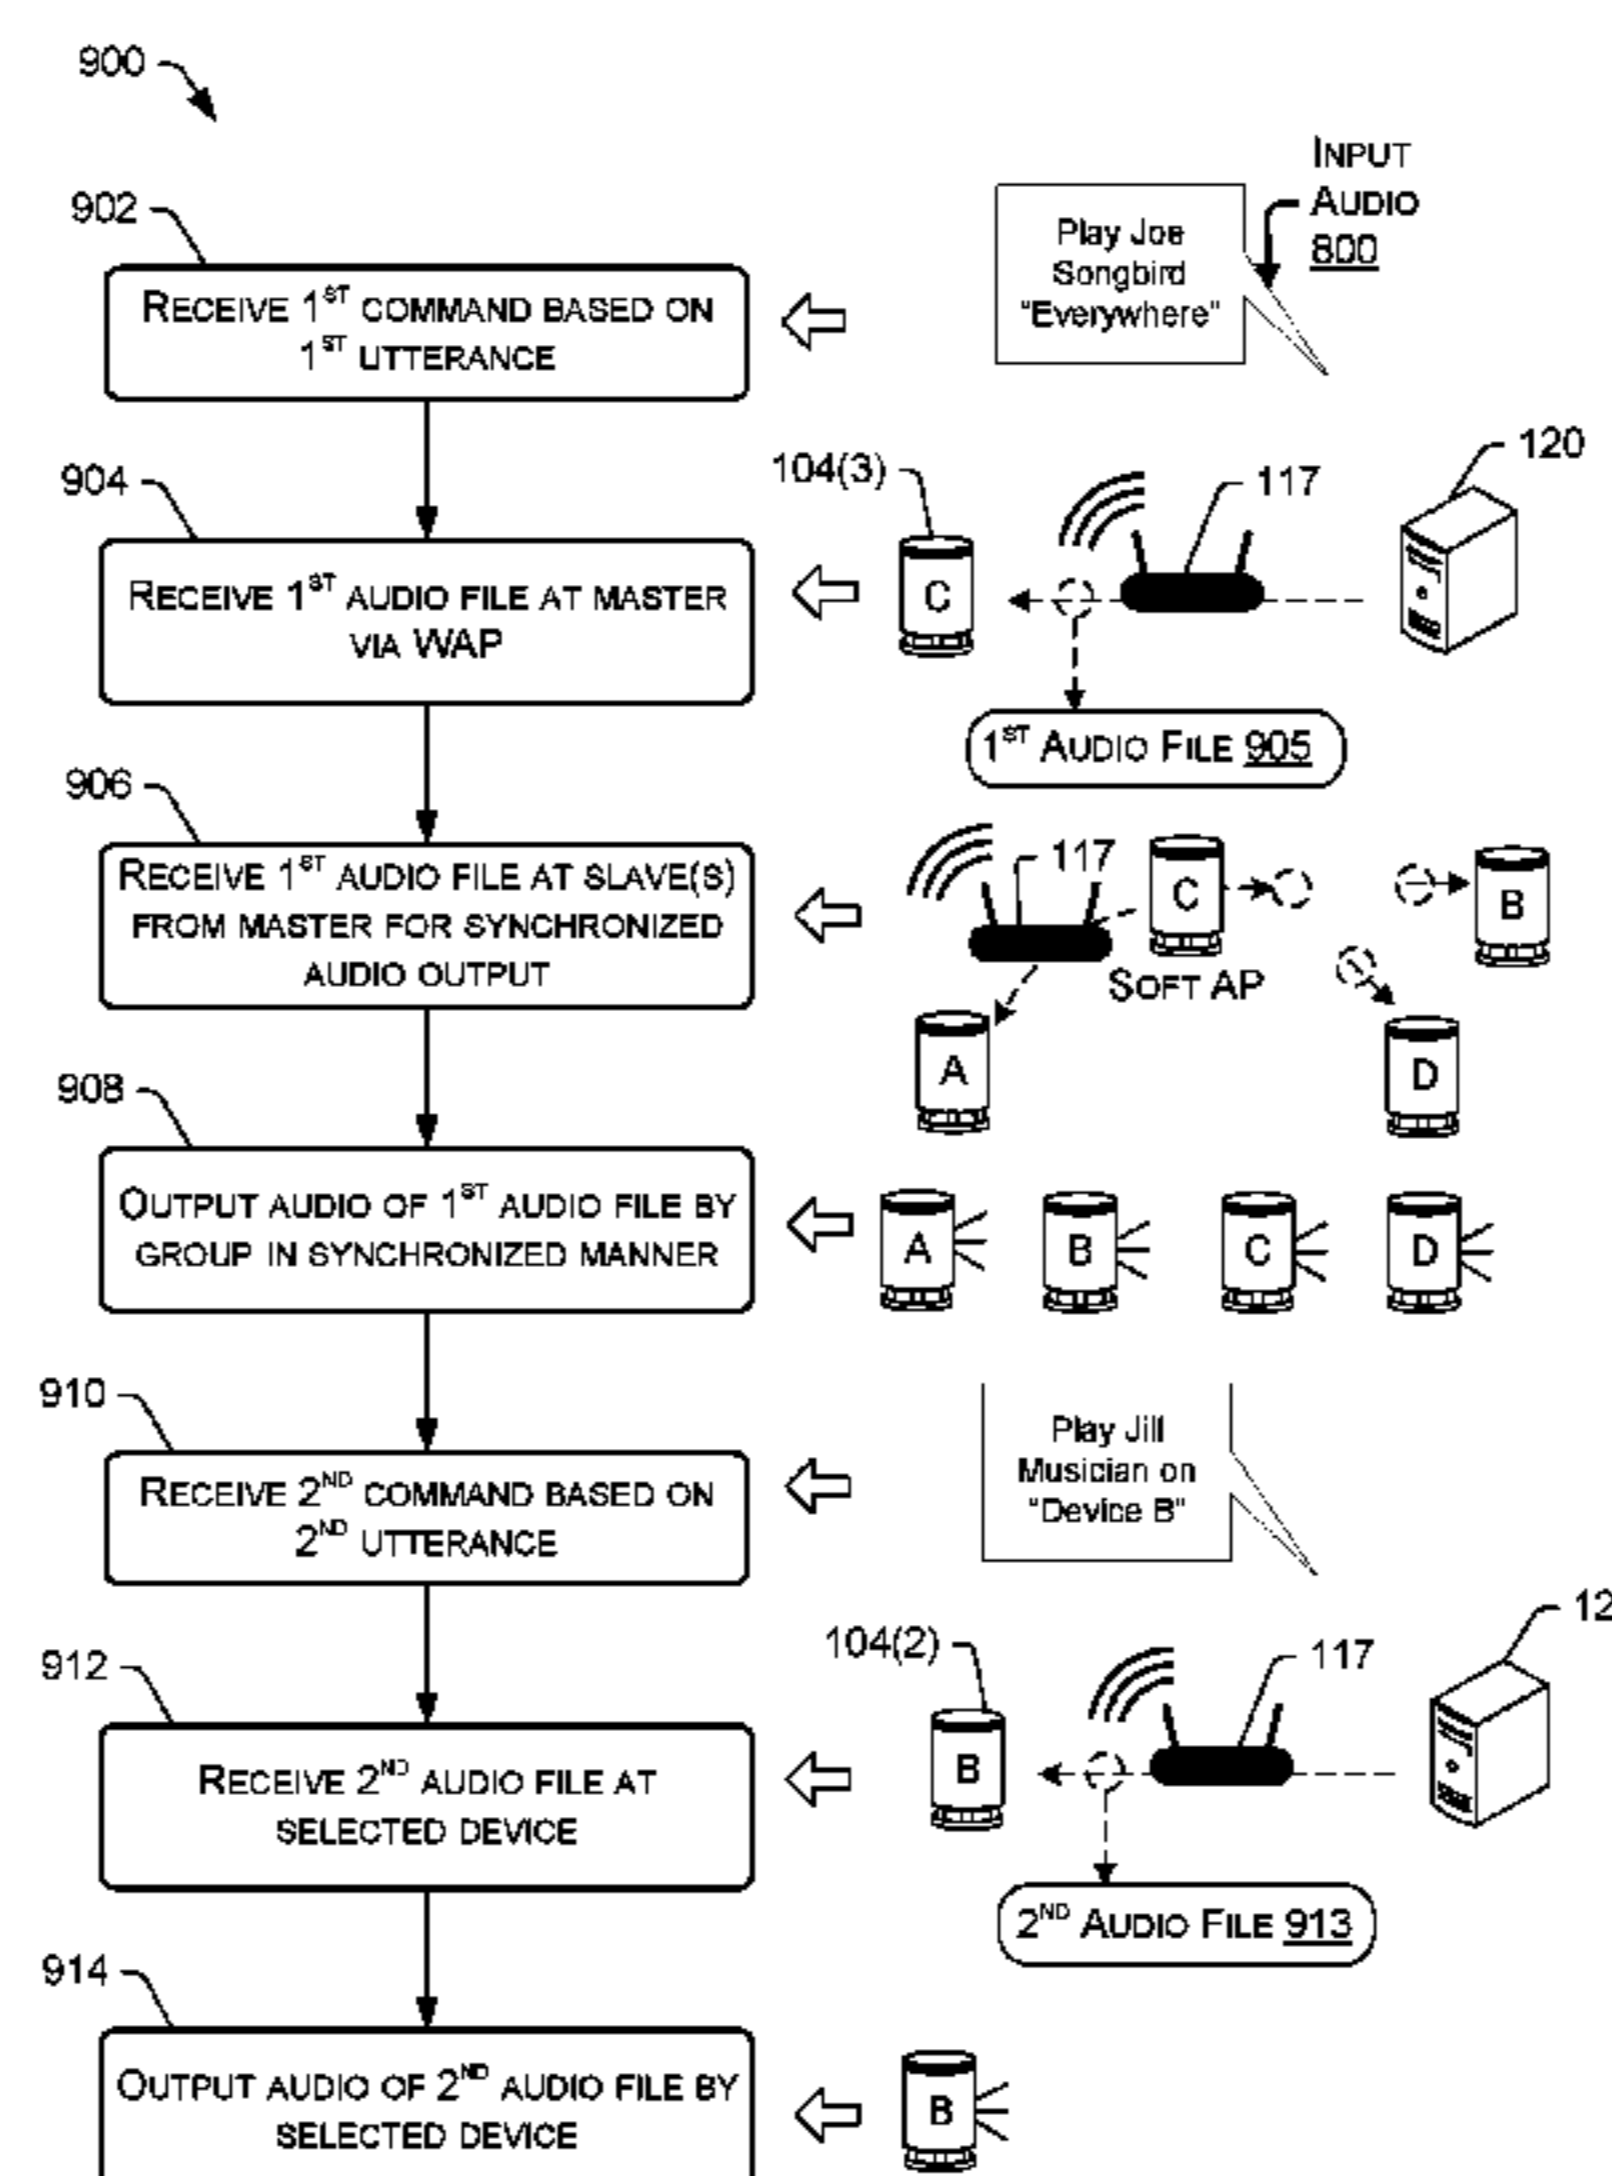 900
INPUT
AUDIO
800
902
Play Joe
Songbird
"Everywhere"
RECEIVE 1ST COMMAND BASED ON
1ST UTTERANCE
904
104(3)
117
120
RECEIVE 1ST AUDIO FILE AT MASTER
VIA WAP
C
1ST AUDIO FILE 905
906
RECEIVE 1ST AUDIO FILE AT SLAVE(S)
FROM MASTER FOR SYNCHRONIZED
AUDIO OUTPUT
117
C
B
SOFT AP
A
D
908
OUTPUT AUDIO OF 1ST AUDIO FILE BY
GROUP IN SYNCHRONIZED MANNER
A
B
C
D
910
RECEIVE 2ND COMMAND BASED ON
2ND UTTERANCE
Play Jill
Musician on
"Device B"
912
104(2)
117
12
RECEIVE 2ND AUDIO FILE AT
SELECTED DEVICE
B
2ND AUDIO FILE 913
914
OUTPUT AUDIO OF 2ND AUDIO FILE BY
SELECTED DEVICE
B